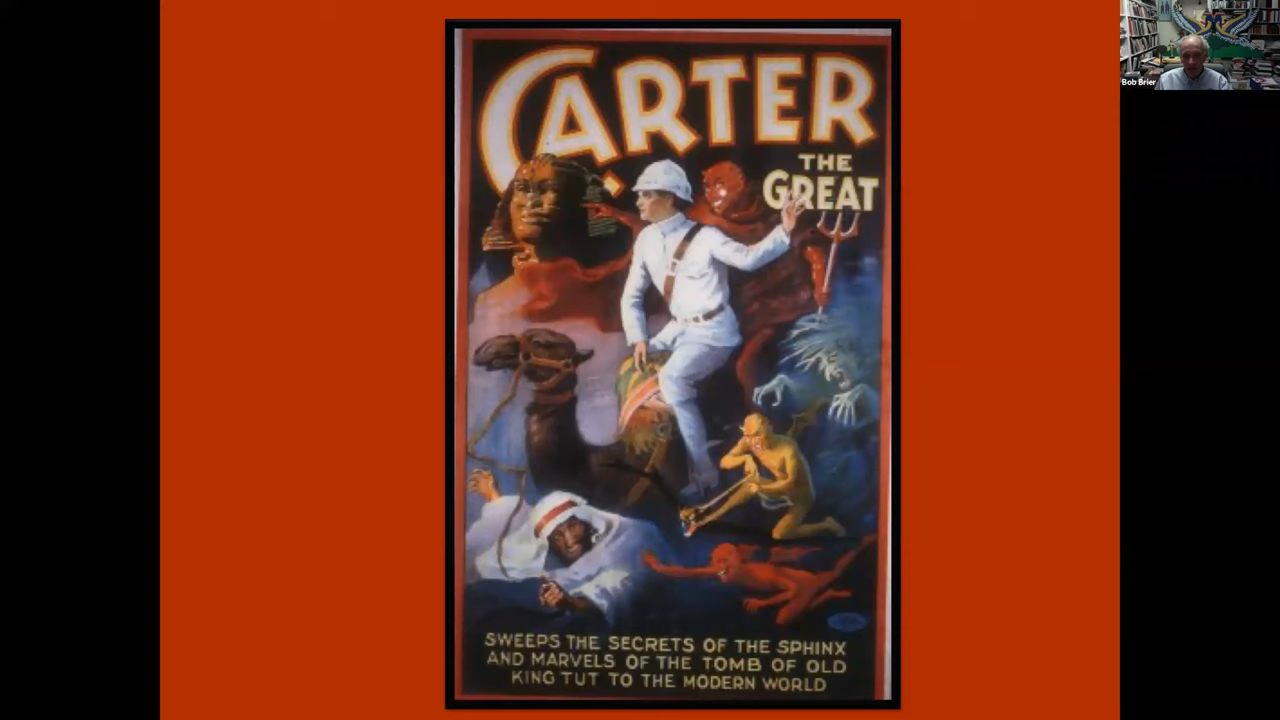 CARTER
THE
GREAT
SWEEPS THE SECRETS OF THE SPHINX
AND MARVELS OF THE TOMB OF OLD
KING TUT TO THE MODERN WORLD
Bob Brier